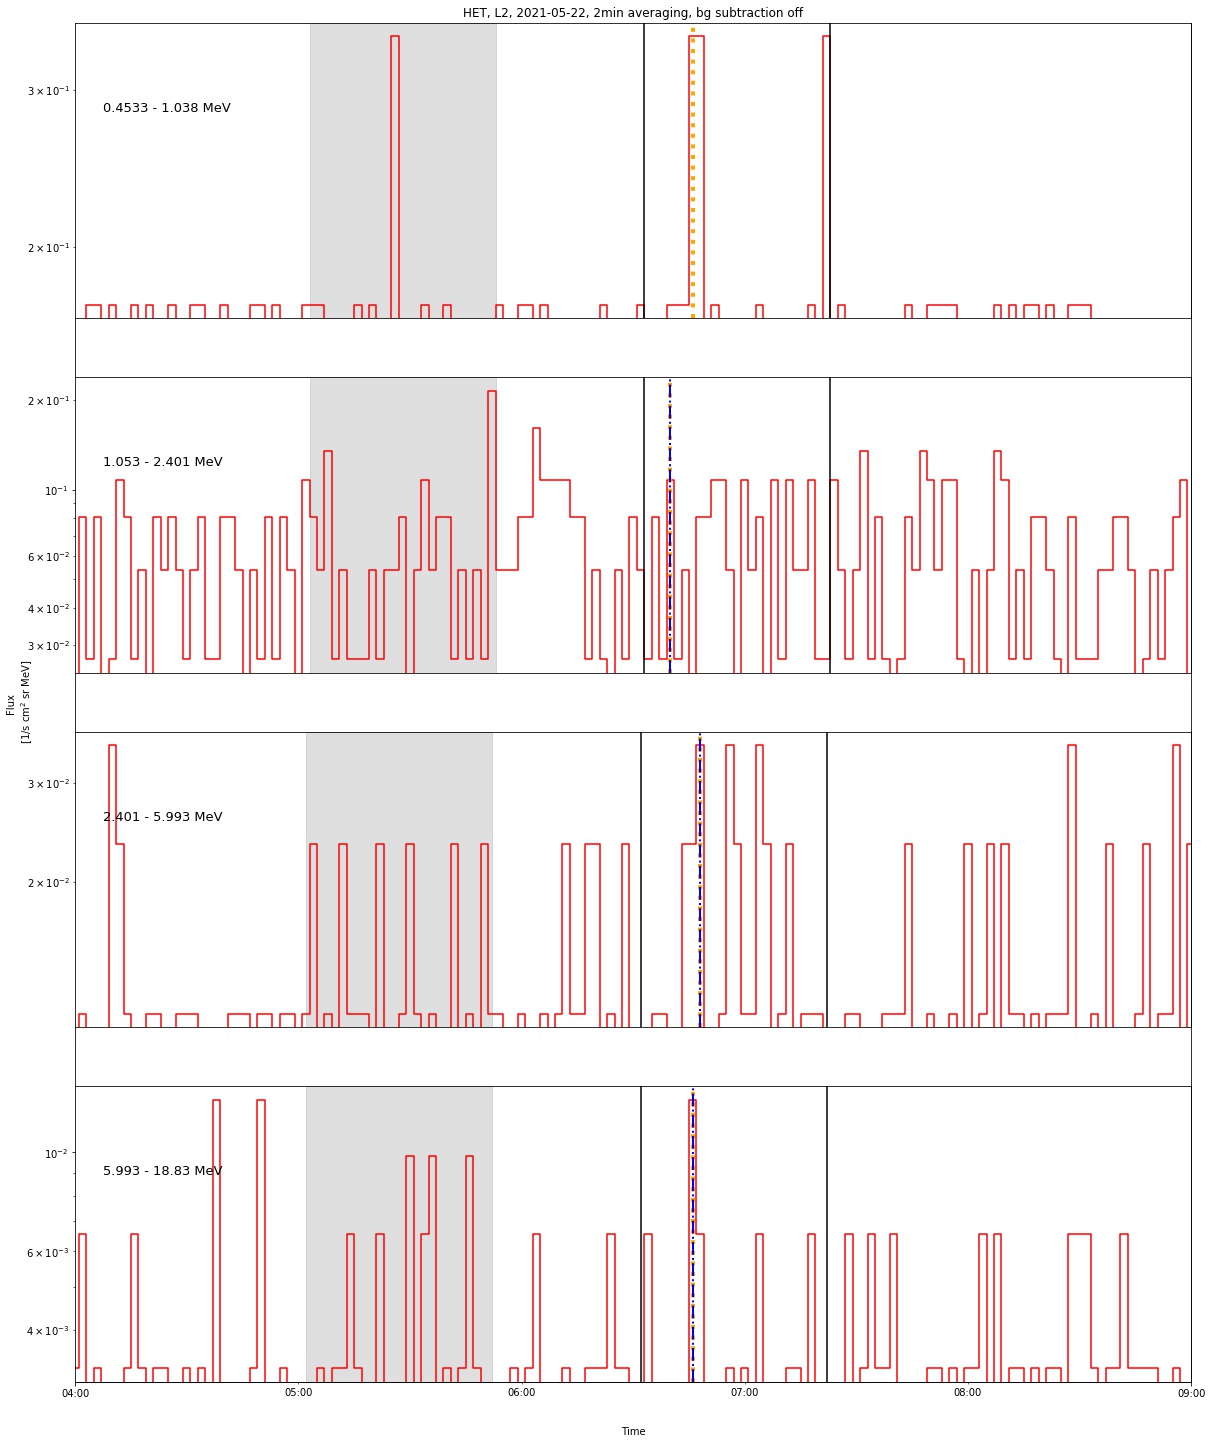 HET, L2, 2021-05-22, 2min averaging, bg subtraction off
3 × 10⁻¹
0.4533 - 1.038 MeV
2 × 10⁻¹
2 × 10⁻¹
1.053 - 2.401 MeV
10⁻¹
6 × 10⁻²
4 × 10⁻²
3 × 10⁻²
Flux
[1/s cm² sr MeV]
3 × 10⁻²
2.401 - 5.993 MeV
2 × 10⁻²
10⁻²
5.993 - 18.83 MeV
6 × 10⁻³
4 × 10⁻³
04:00 05:00 06:00 07:00 08:00 09:00
Time